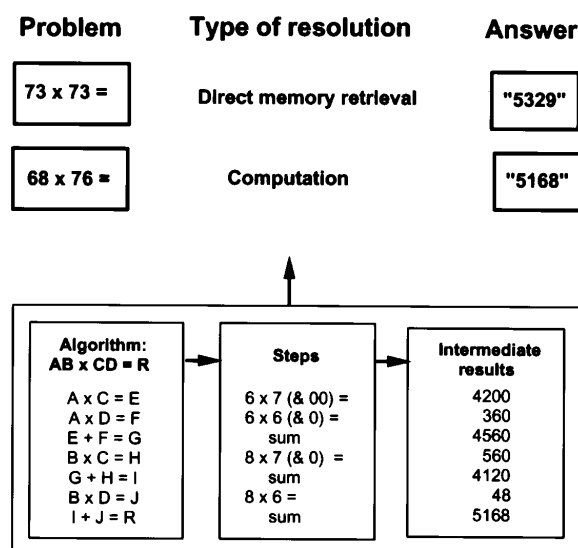 Problem Type of resolution Answer
73 x 73 = Direct memory retrieval "5329"
68 x 76 = Computation "5168"
Algorithm:
AB x CD = R
A x C = E
A x D = F
E + F = G
B x C = H
G + H = I
B x D = J
I + J = R
Steps
6 x 7 (& 00) =
6 x 6 (& 0) =
sum
8 x 7 (& 0) =
sum
8 x 6 =
sum
Intermediate
results
4200
360
4560
560
4120
48
5168